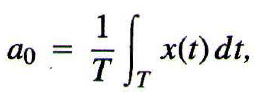 a₀ = 1/T ∫_T x(t) dt,